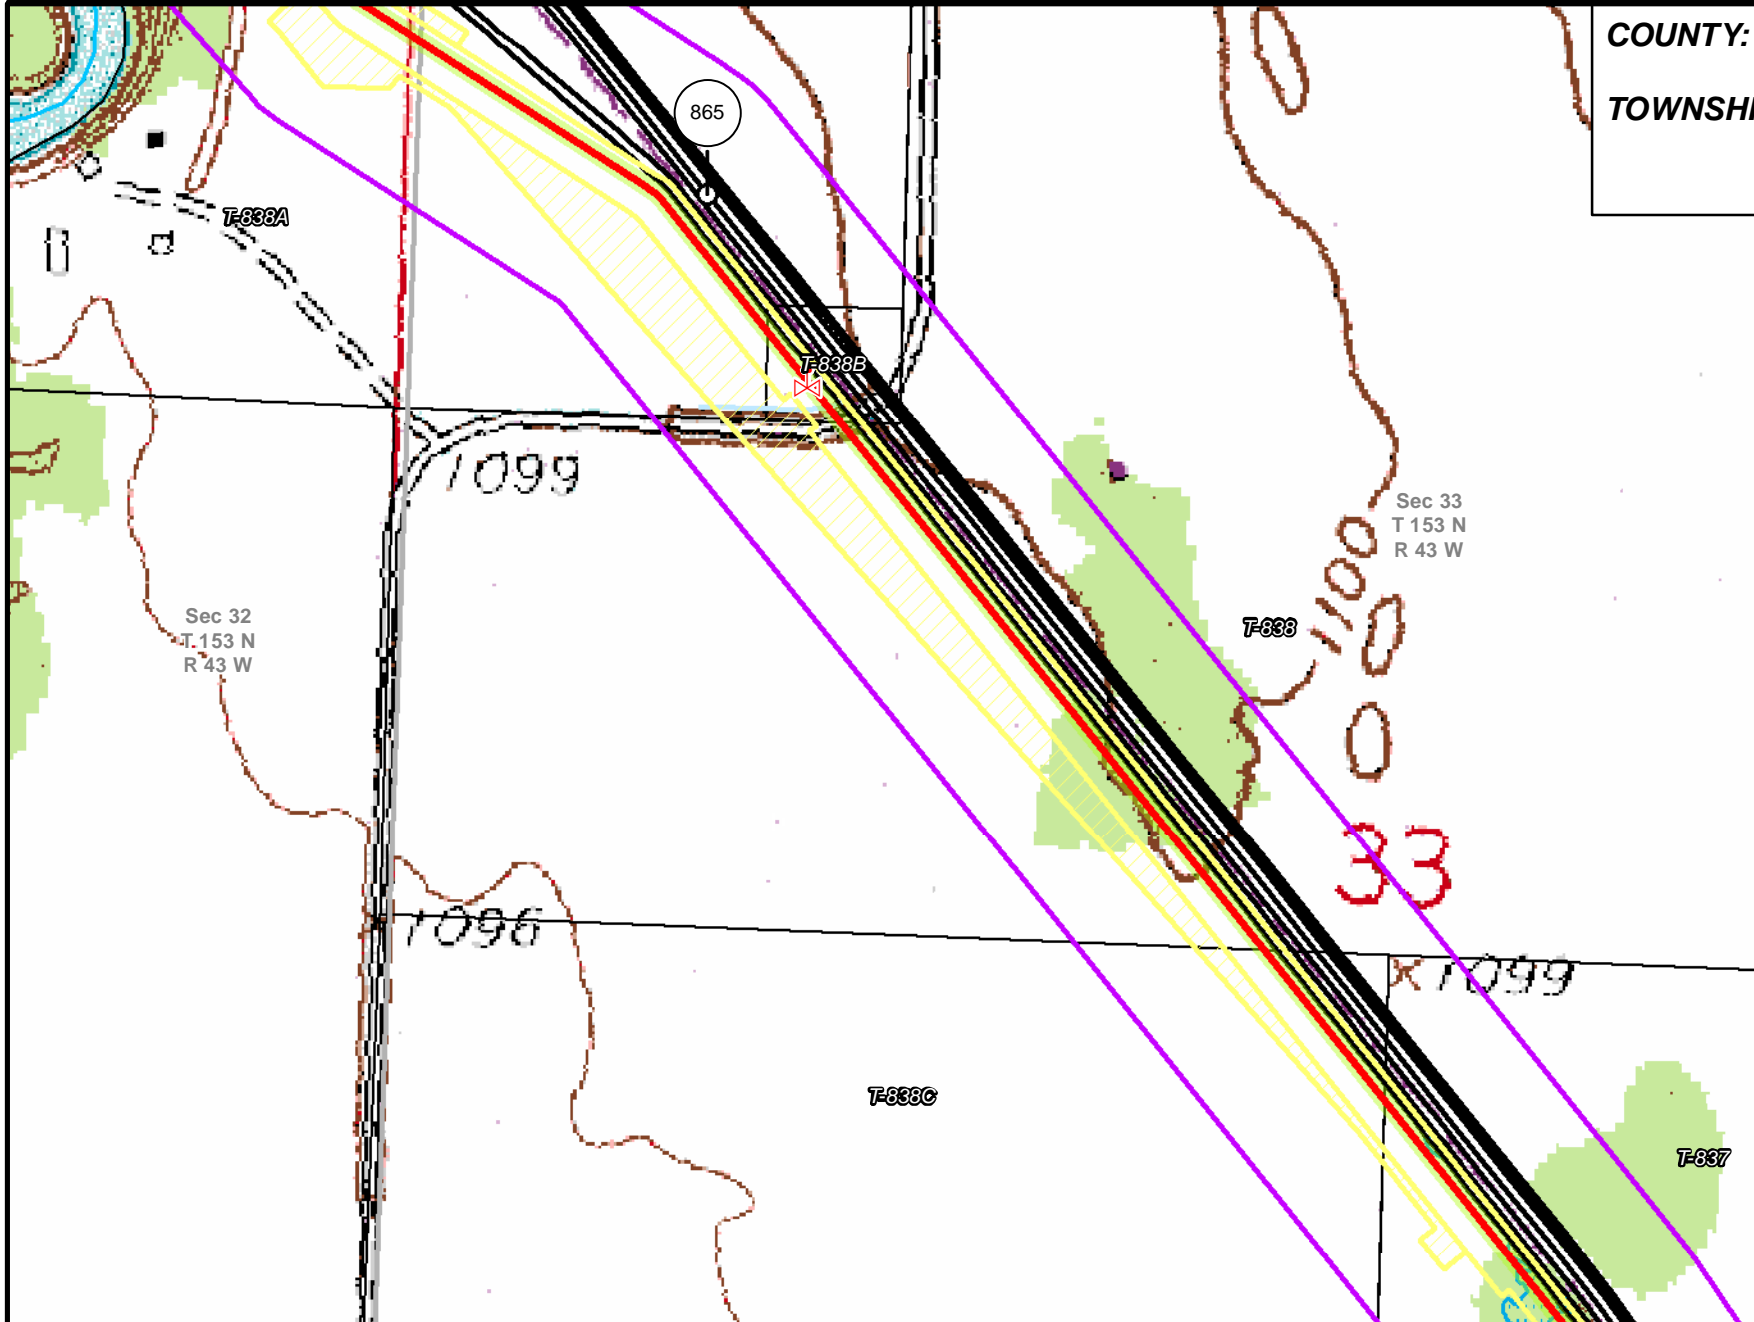 COUNTY:
TOWNSHI
865
T-838A
T-838B
1099
Sec 33
T 153 N
R 43 W
1100
Sec 32
T 153 N
R 43 W
T-838
33
1096
1099
T-838C
T-837